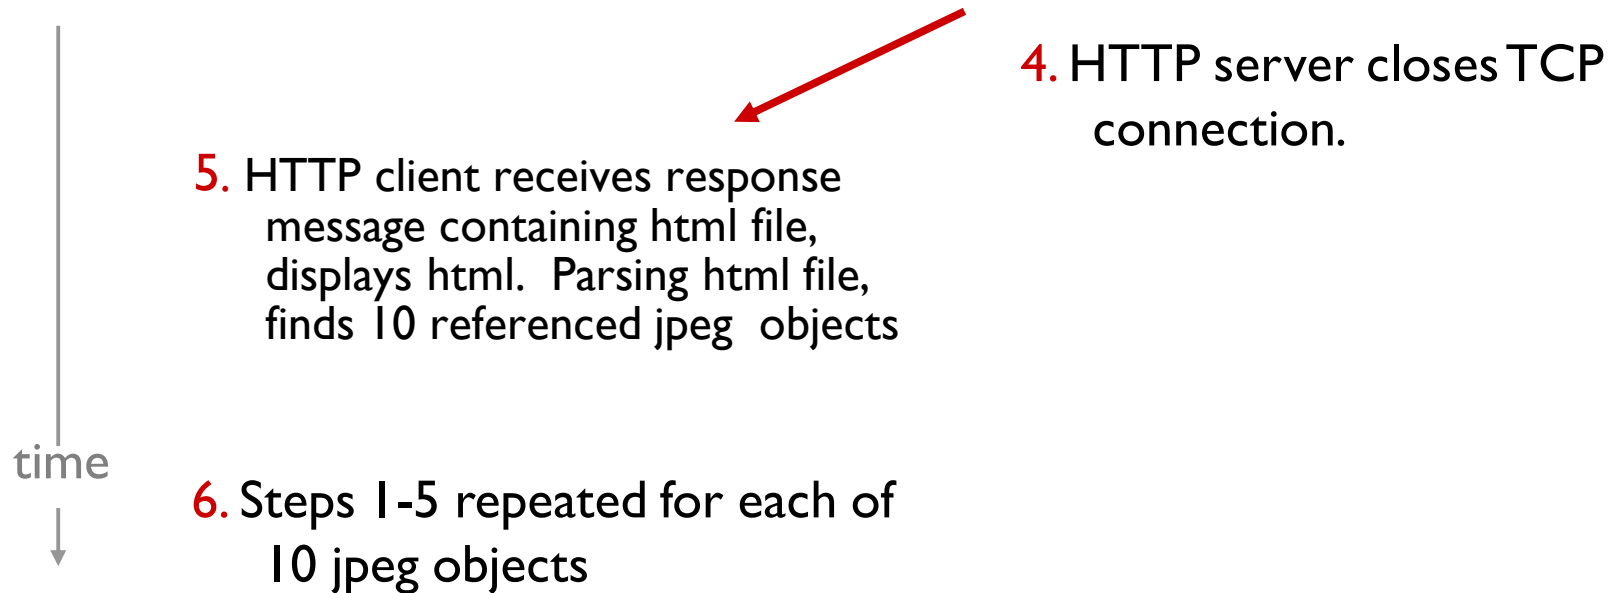 4. HTTP server closes TCP
connection.
5. HTTP client receives response
message containing html file,
displays html.  Parsing html file,
finds 10 referenced jpeg  objects
time
6. Steps 1-5 repeated for each of
10 jpeg objects